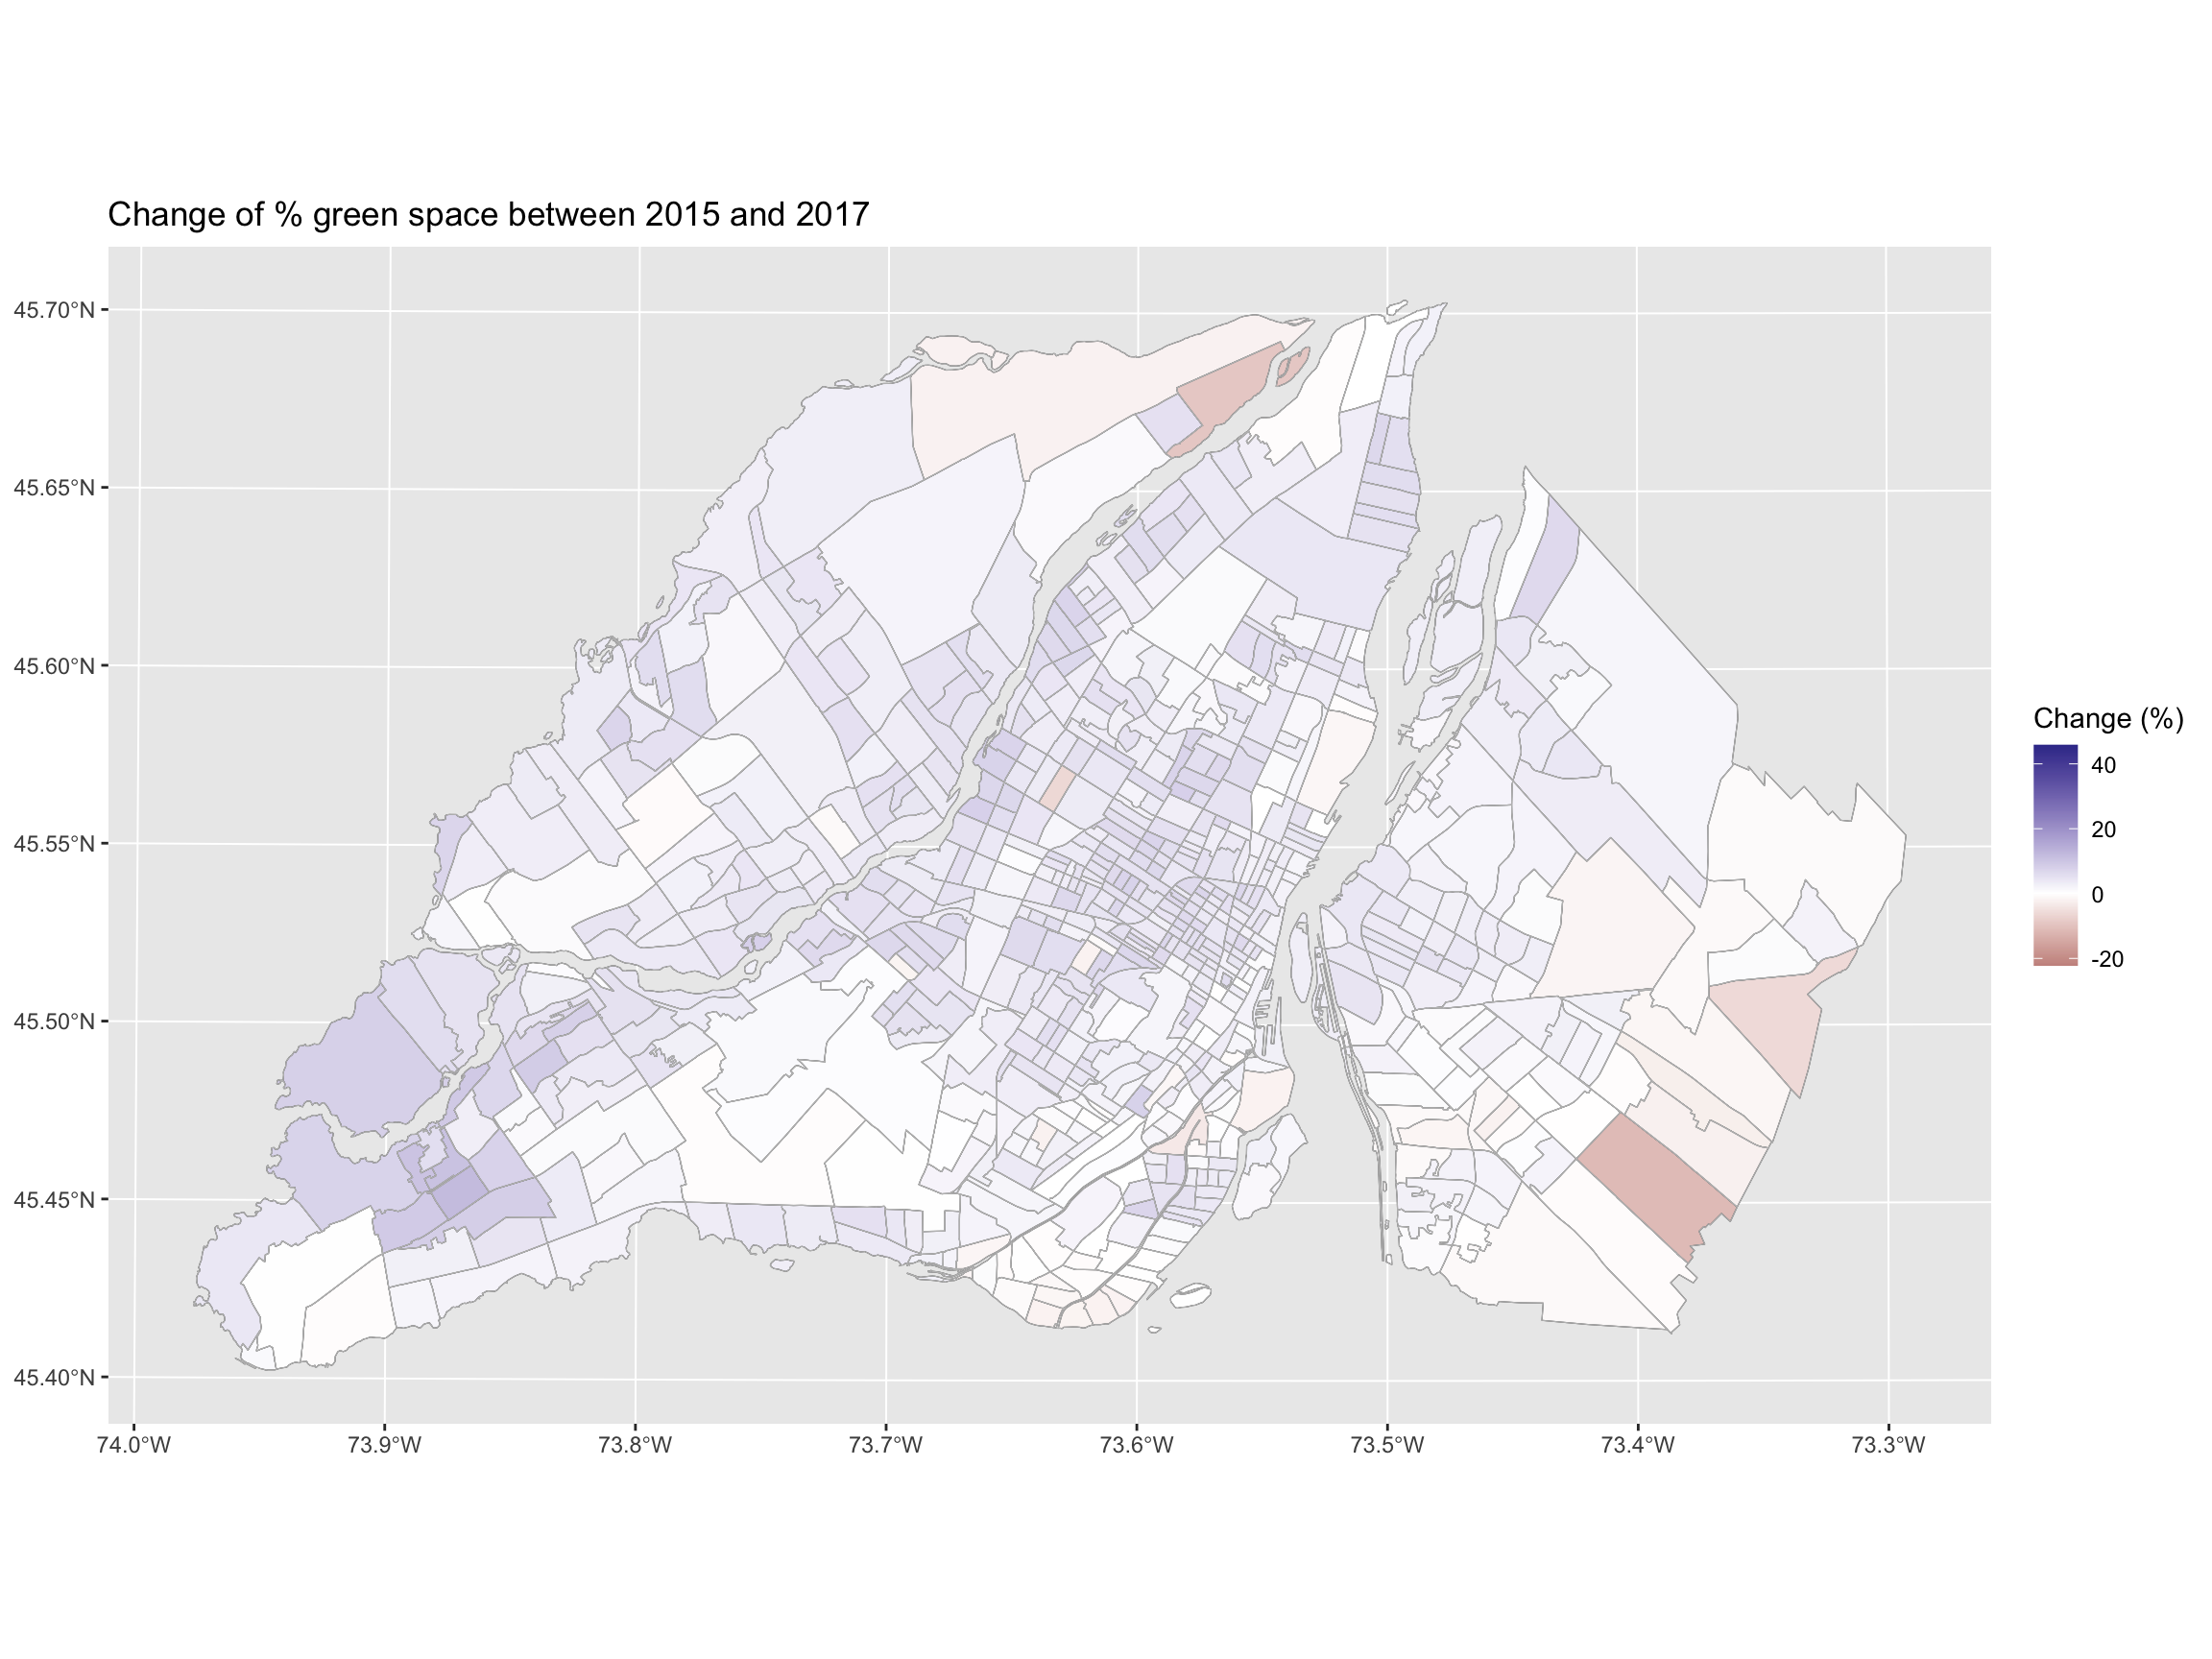 Change of % green space between 2015 and 2017
45.70°N
45.65°N
45.60°N
45.55°N
45.50°N
45.45°N
45.40°N
74.0°W 73.9°W 73.8°W 73.7°W 73.6°W 73.5°W 73.4°W 73.3°W
Change (%)
40
20
0
-20